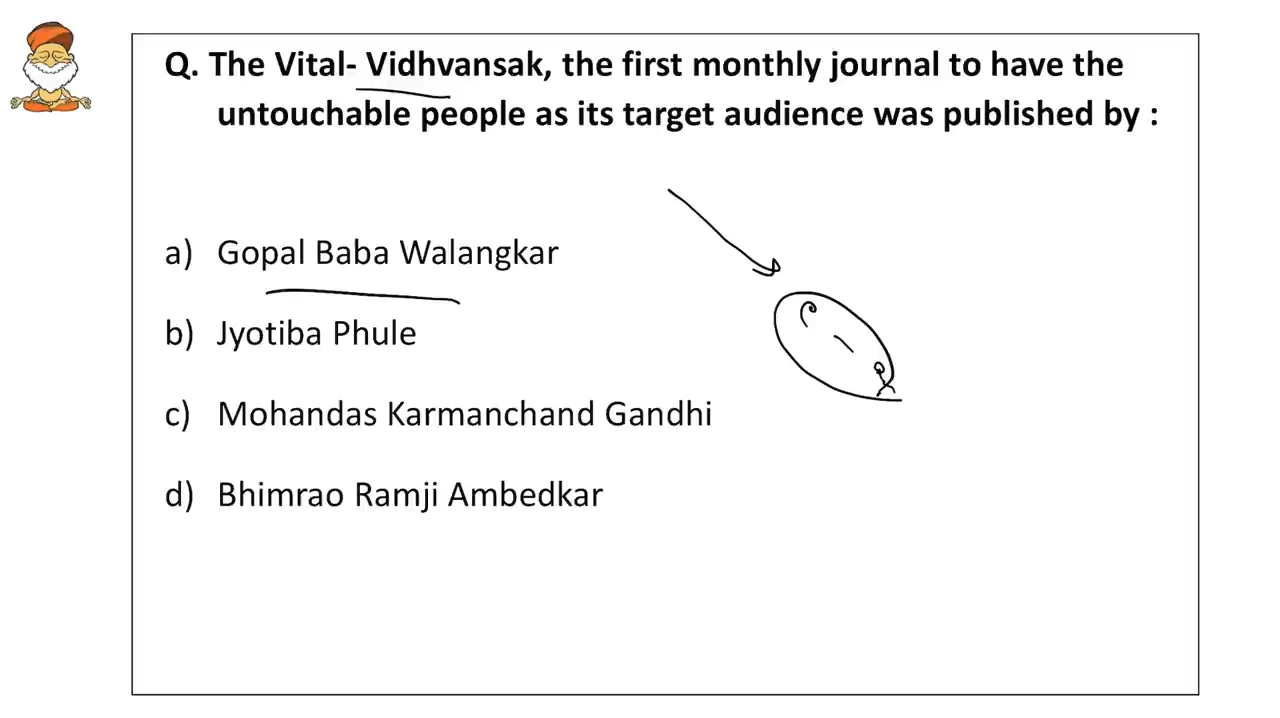 Q. The Vital- Vidhvansak, the first monthly journal to have the
untouchable people as its target audience was published by :
a) Gopal Baba Walangkar
b) Jyotiba Phule
c) Mohandas Karmanchand Gandhi
d) Bhimrao Ramji Ambedkar